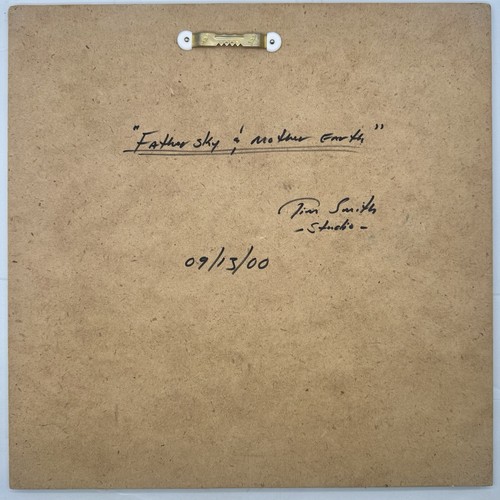 "Father sky & Mother Earth"
Tim Smith
- Studio -
09/13/00